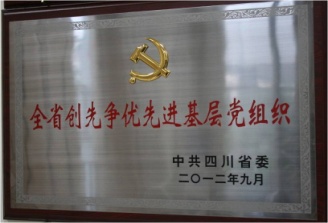 全省创先争优先进基层党组织
中共四川省委
二〇一二年九月